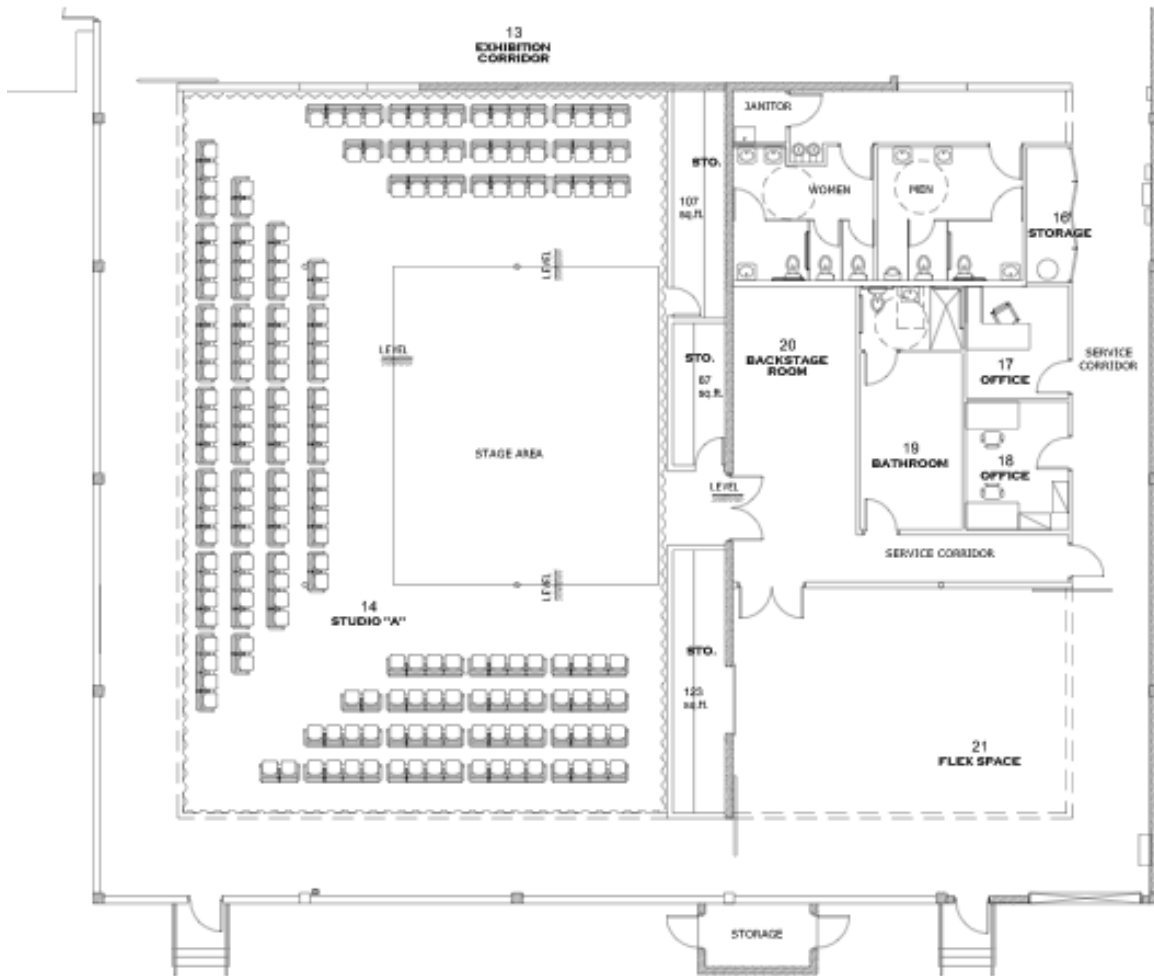 13
EXHIBITION
CORRIDOR
JANITOR
STO.
107
sq.ft.
WOMEN
MEN
16
STORAGE
LEVEL
LEVEL
STO.
67
sq.ft.
20
BACKSTAGE
ROOM
17
OFFICE
SERVICE
CORRIDOR
STAGE AREA
19
BATHROOM
18
OFFICE
LEVEL
SERVICE CORRIDOR
LEVEL
14
STUDIO "A"
STO.
123
sq.ft.
21
FLEX SPACE
STORAGE